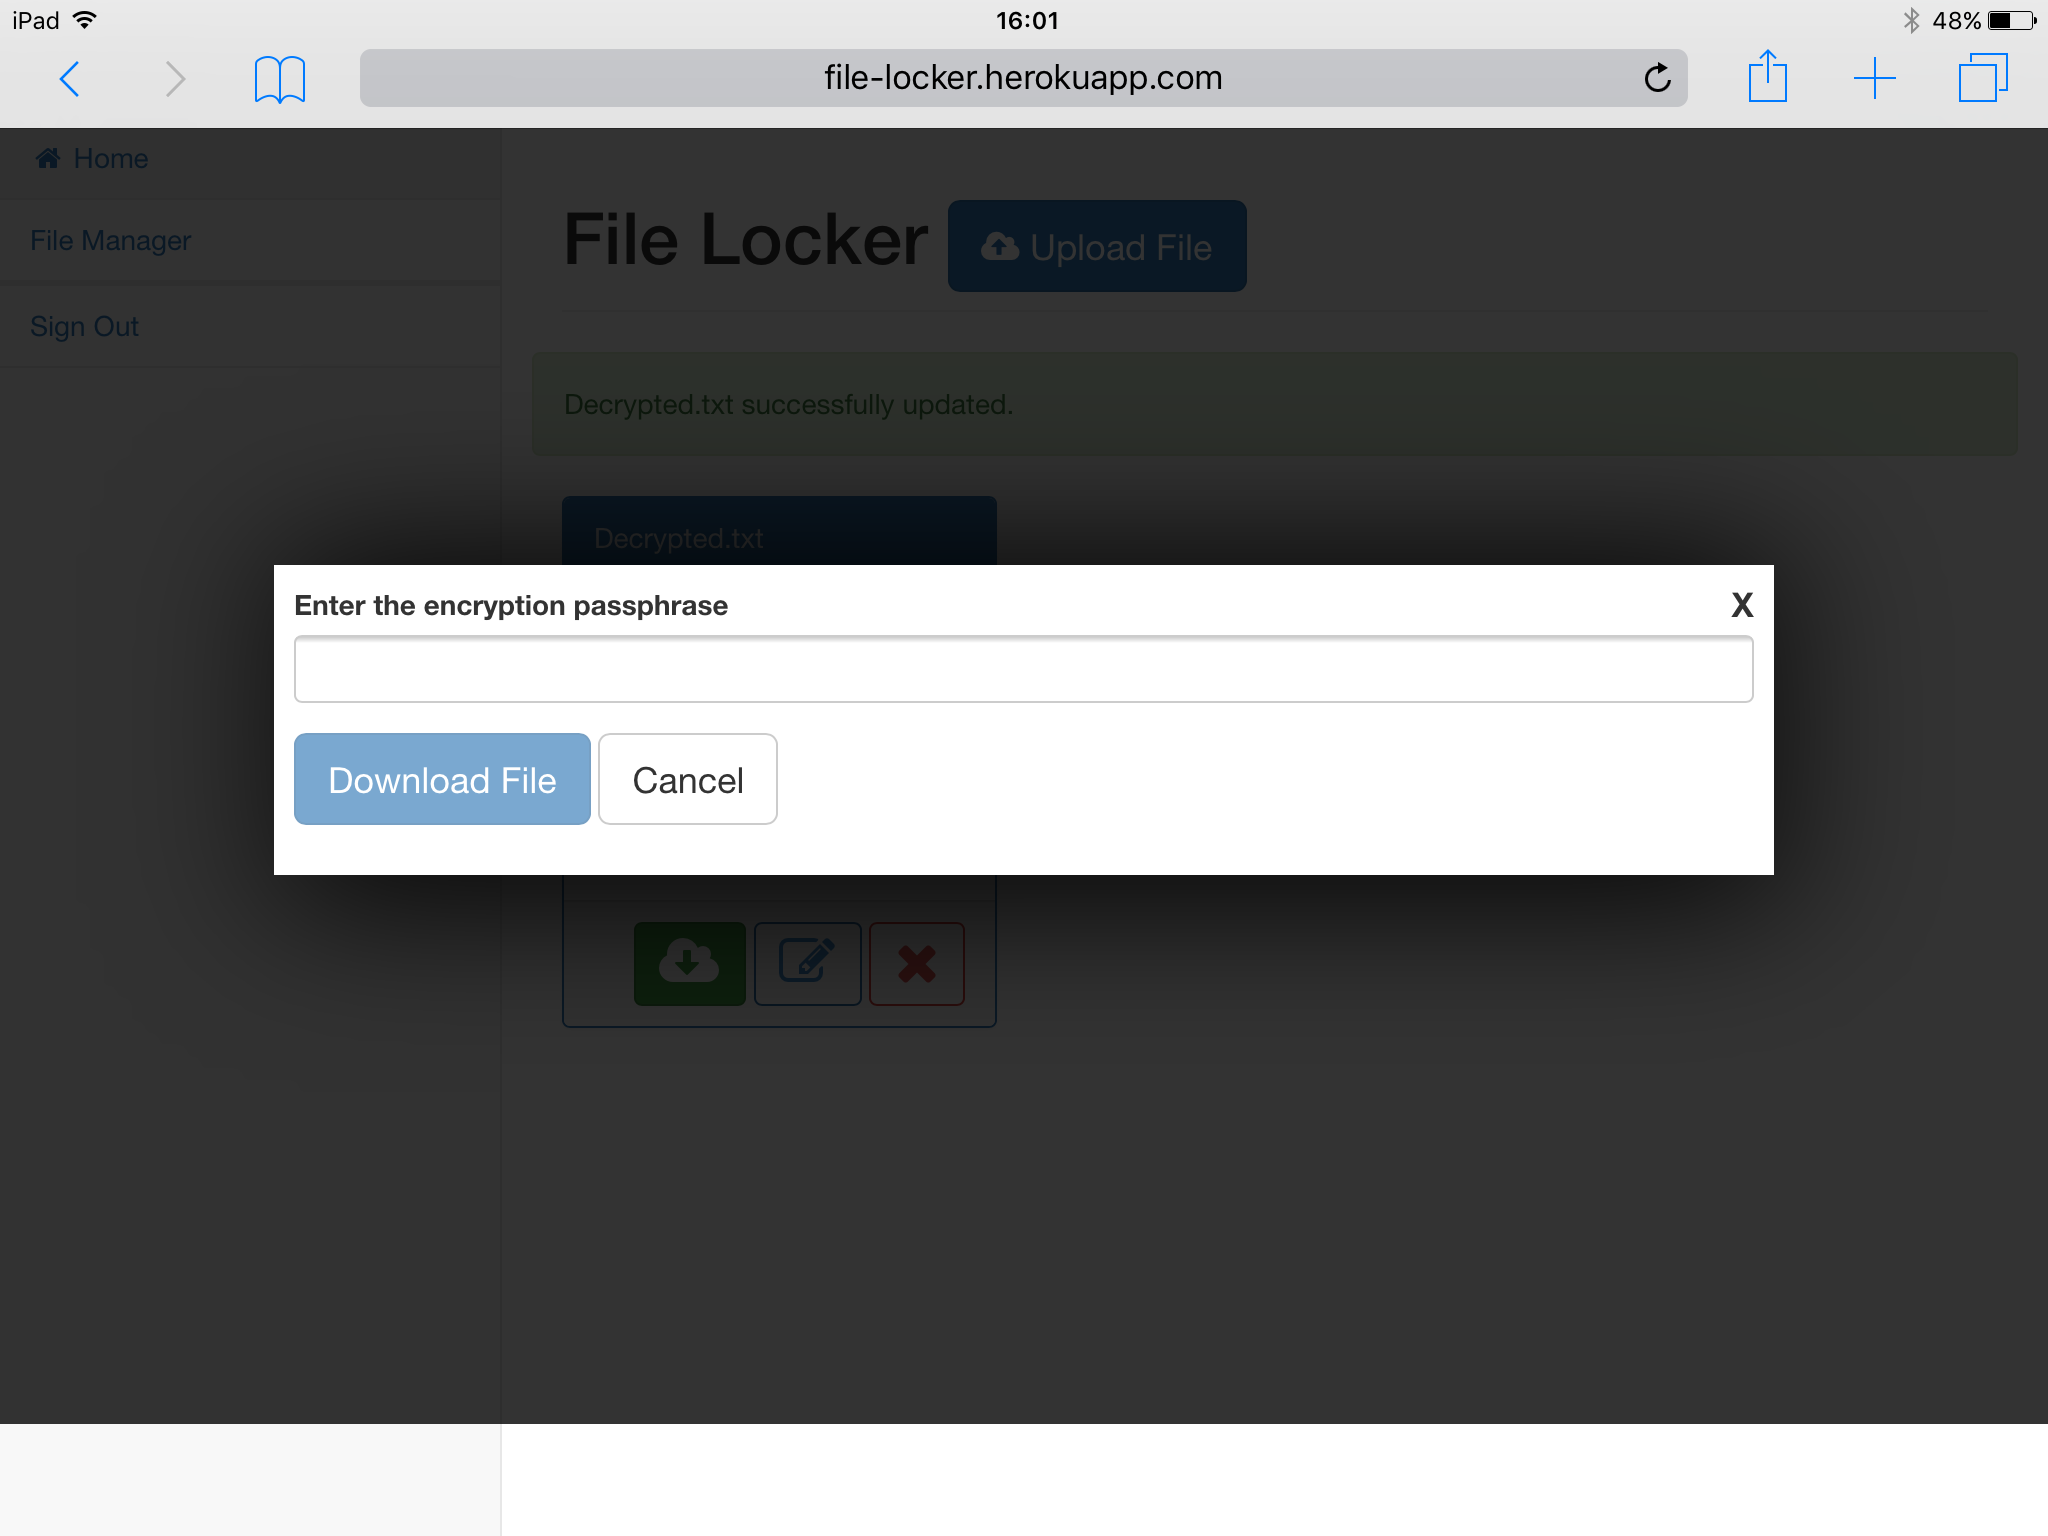 iPad 16:01 48%
file-locker.herokuapp.com
Home
File Manager
Sign Out
File Locker Upload File
Decrypted.txt successfully updated.
Decrypted.txt
Enter the encryption passphrase X
Download File Cancel